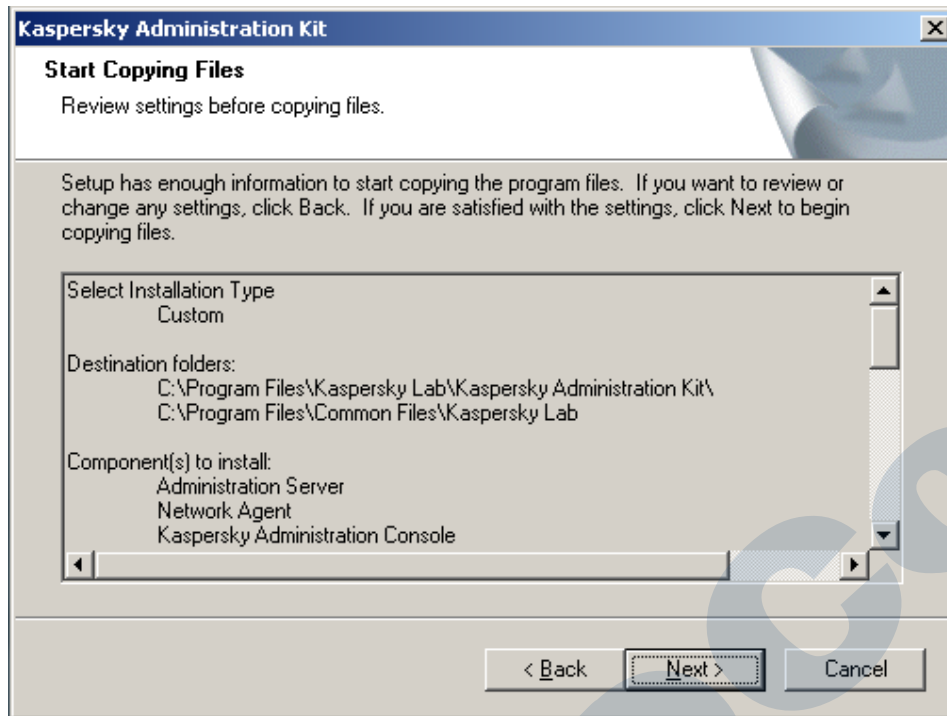 Kaspersky Administration Kit
Start Copying Files
Review settings before copying files.
Setup has enough information to start copying the program files.  If you want to review or
change any settings, click Back.  If you are satisfied with the settings, click Next to begin
copying files.
Select Installation Type
Custom
Destination folders:
C:\Program Files\Kaspersky Lab\Kaspersky Administration Kit\
C:\Program Files\Common Files\Kaspersky Lab
Component(s) to install:
Administration Server
Network Agent
Kaspersky Administration Console
< Back
Next >
Cancel